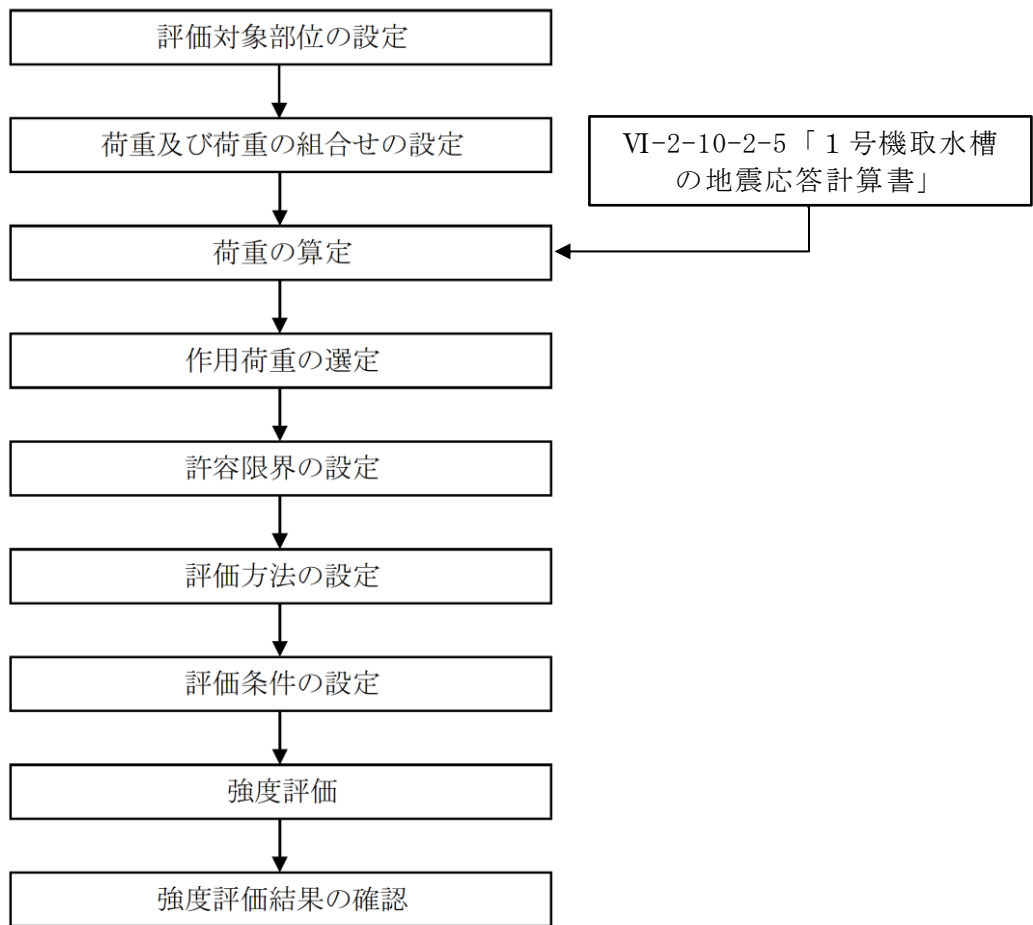 評価対象部位の設定
荷重及び荷重の組合せの設定
Ⅵ-2-10-2-5「１号機取水槽
の地震応答計算書」
荷重の算定
作用荷重の選定
許容限界の設定
評価方法の設定
評価条件の設定
強度評価
強度評価結果の確認